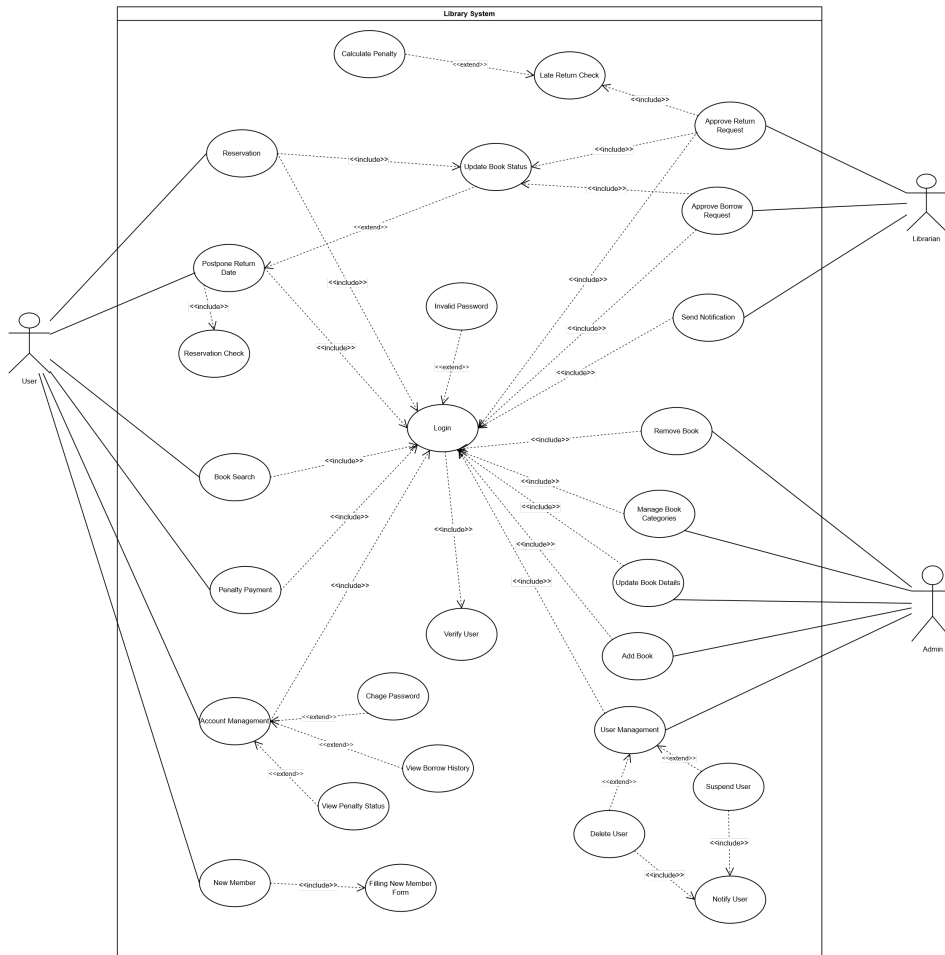 Library System
Calculate Penalty
<<extend>>
Late Return Check
<<include>>
Approve Return
Request
Reservation
<<include>>
Update Book Status
<<include>>
<<include>>
Approve Borrow
Request
Librarian
<<extend>>
Postpone Return
Date
<<include>>
<<include>>
<<include>>
Invalid Password
Send Notification
<<include>>
<<include>>
Reservation Check
<<include>>
<<extend>>
<<include>>
User
Login
Remove Book
<<include>>
Book Search
<<include>>
<<include>>
Manage Book
Categories
<<include>>
<<include>>
<<include>>
<<include>>
<<include>>
<<include>>
Penalty Payment
Update Book Details
Verify User
Add Book
Admin
Chage Password
Account Management
<<extend>>
User Management
<<extend>>
View Borrow History
<<extend>>
<<extend>>
<<extend>>
Suspend User
View Penalty Status
Delete User
<<include>>
<<include>>
New Member
<<include>>
Filling New Member
Form
Notify User